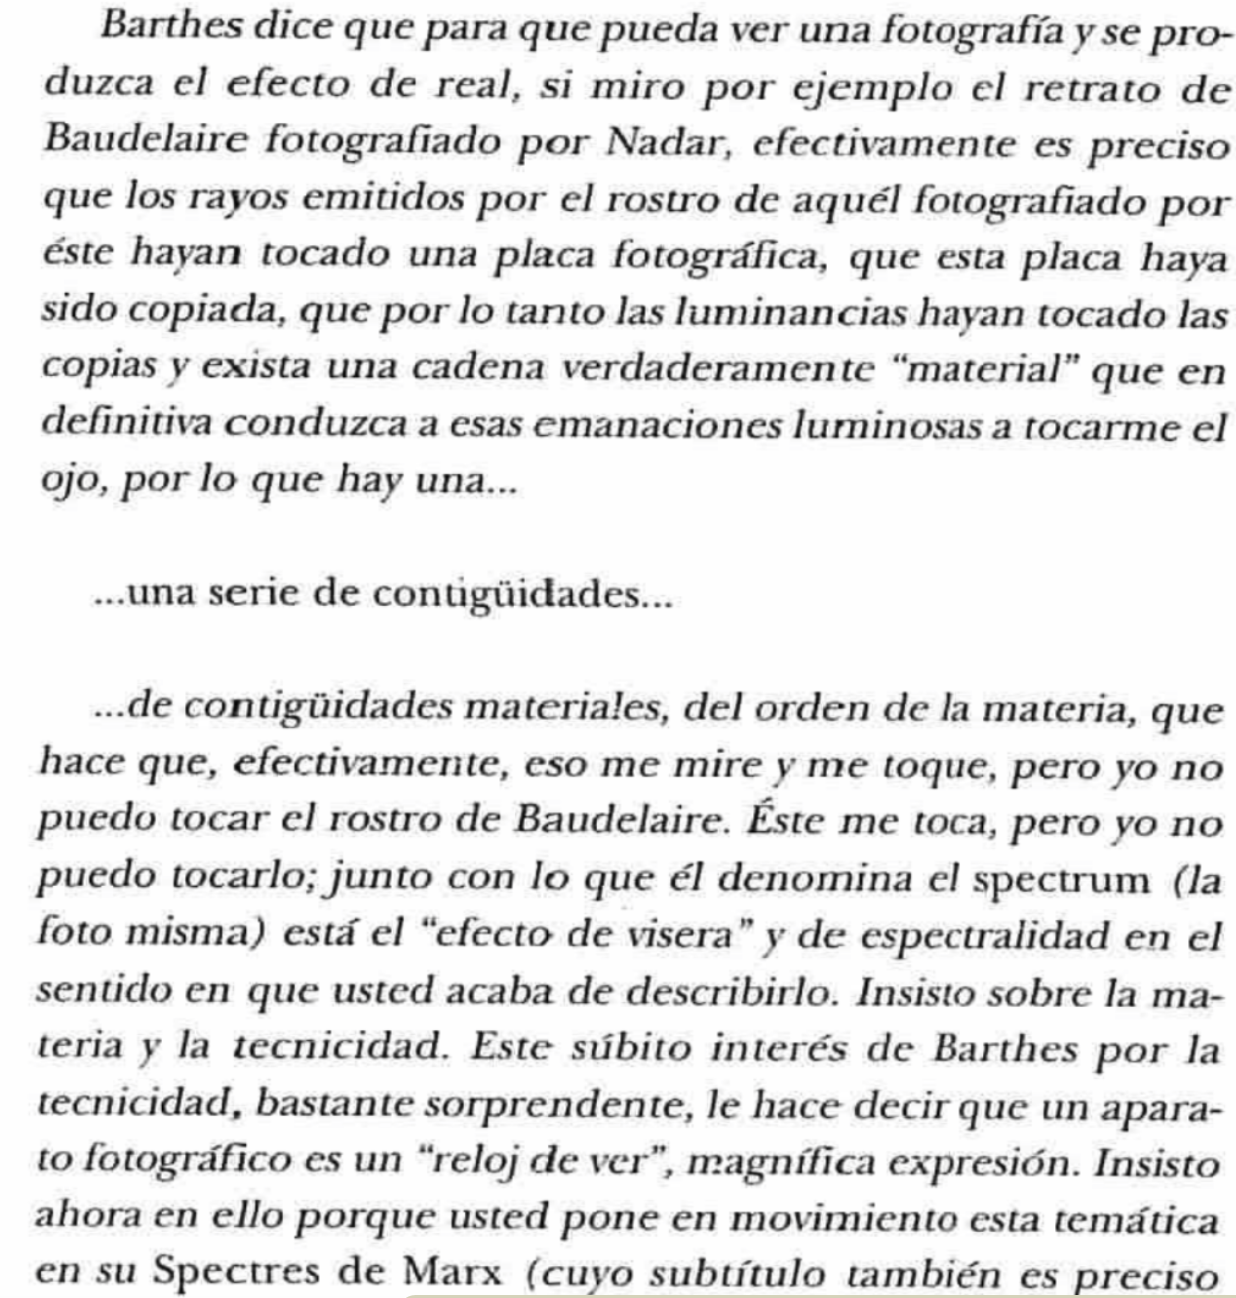 Barthes dice que para que pueda ver una fotografía y se pro-
duzca el efecto de real, si miro por ejemplo el retrato de
Baudelaire fotografiado por Nadar, efectivamente es preciso
que los rayos emitidos por el rostro de aquél fotografiado por
éste hayan tocado una placa fotográfica, que esta placa haya
sido copiada, que por lo tanto las luminancias hayan tocado las
copias y exista una cadena verdaderamente “material” que en
definitiva conduzca a esas emanaciones luminosas a tocarme el
ojo, por lo que hay una...
...una serie de contigüidades...
...de contigüidades materiales, del orden de la materia, que
hace que, efectivamente, eso me mire y me toque, pero yo no
puedo tocar el rostro de Baudelaire. Éste me toca, pero yo no
puedo tocarlo; junto con lo que él denomina el spectrum (la
foto misma) está el “efecto de visera” y de espectralidad en el
sentido en que usted acaba de describirlo. Insisto sobre la ma-
teria y la tecnicidad. Este súbito interés de Barthes por la
tecnicidad, bastante sorprendente, le hace decir que un apara-
to fotográfico es un “reloj de ver”, magnífica expresión. Insisto
ahora en ello porque usted pone en movimiento esta temática
en su Spectres de Marx (cuyo subtítulo también es preciso